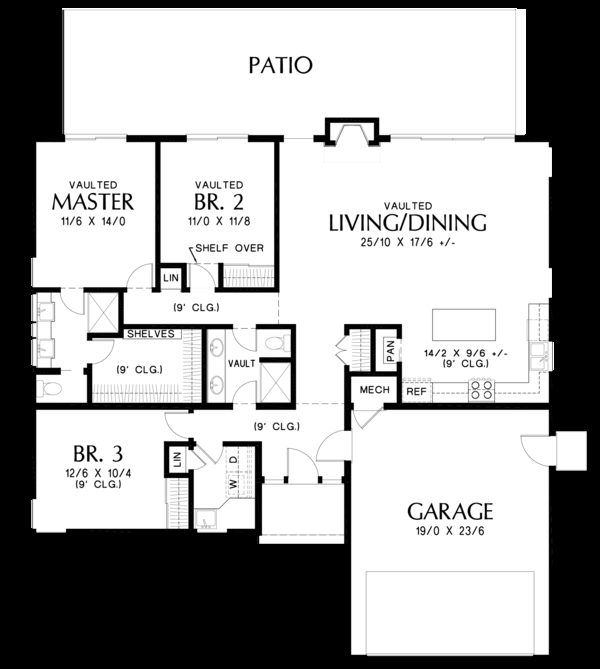 PATIO
VAULTED
MASTER
11/6 X 14/0
VAULTED
BR. 2
11/0 X 11/8
SHELF OVER
VAULTED
LIVING/DINING
25/10 X 17/6 +/-
LIN
(9' CLG.)
SHELVES
(9' CLG.)
VAULT
PAN
14/2 X 9/6 +/-
(9' CLG.)
MECH
REF
(9' CLG.)
BR. 3
12/6 X 10/4
(9' CLG.)
LIN
W D
GARAGE
19/0 X 23/6